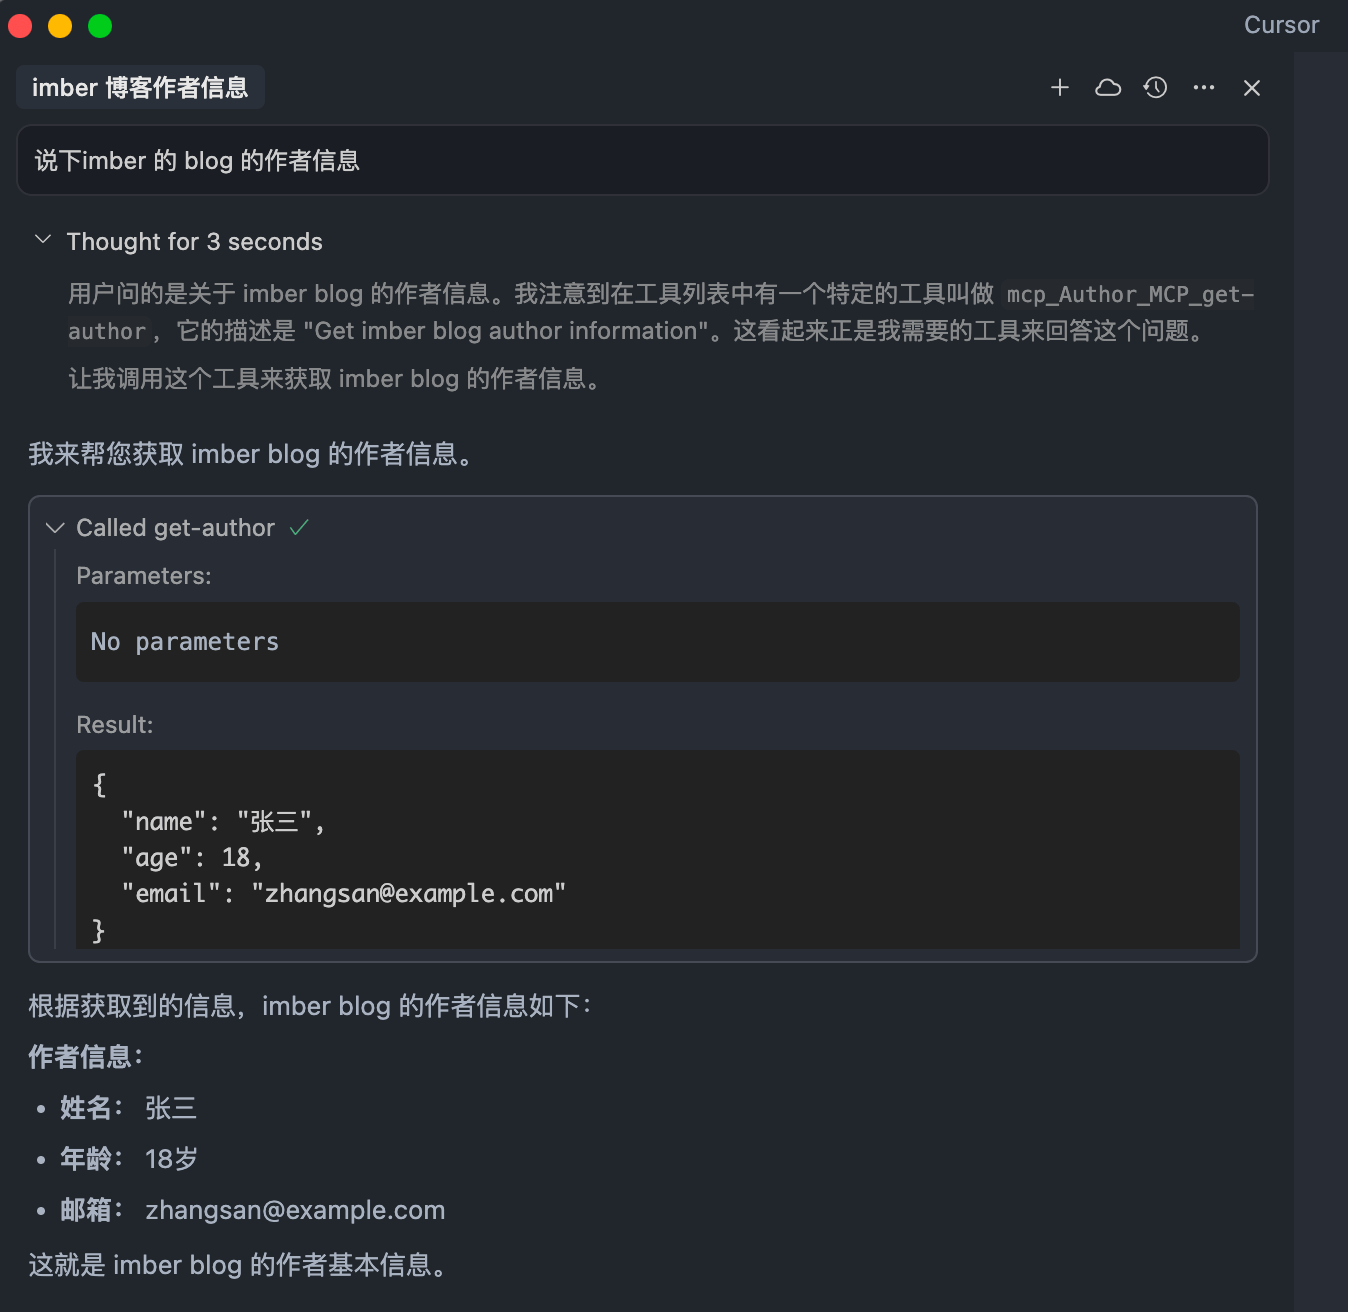 Cursor
imber 博客作者信息
说下imber 的 blog 的作者信息
Thought for 3 seconds
用户问的是关于 imber blog 的作者信息。我注意到在工具列表中有一个特定的工具叫做 mcp_Author_MCP_get-
author，它的描述是 "Get imber blog author information"。这看起来正是我需要的工具来回答这个问题。
让我调用这个工具来获取 imber blog 的作者信息。
我来帮您获取 imber blog 的作者信息。
Called get-author
Parameters:
No parameters
Result:
{
"name": "张三",
"age": 18,
"email": "zhangsan@example.com"
}
根据获取到的信息，imber blog 的作者信息如下：
作者信息：
• 姓名： 张三
• 年龄： 18岁
• 邮箱： zhangsan@example.com
这就是 imber blog 的作者基本信息。